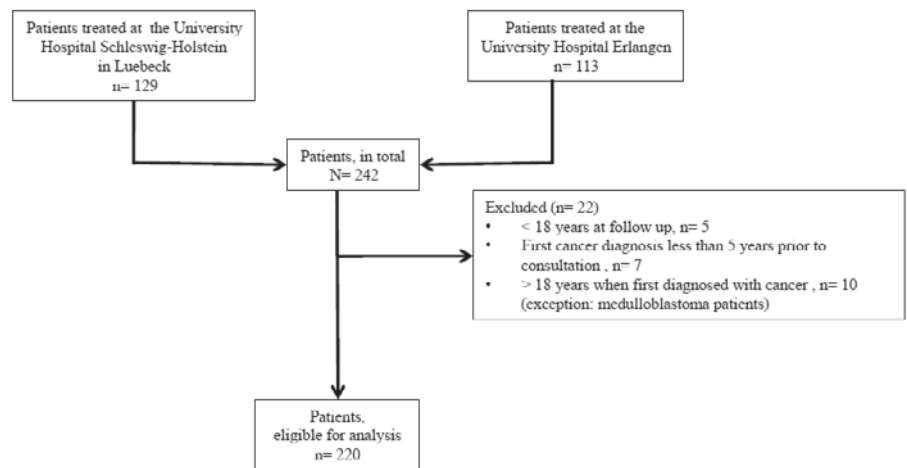 Patients treated at the University
Hospital Schleswig-Holstein
in Luebeck
n= 129
Patients treated at the
University Hospital Erlangen
n= 113
Patients, in total
N= 242
Excluded (n= 22)
• < 18 years at follow up, n= 5
• First cancer diagnosis less than 5 years prior to
consultation , n= 7
• > 18 years when first diagnosed with cancer , n= 10
(exception: medulloblastoma patients)
Patients,
eligible for analysis
n= 220